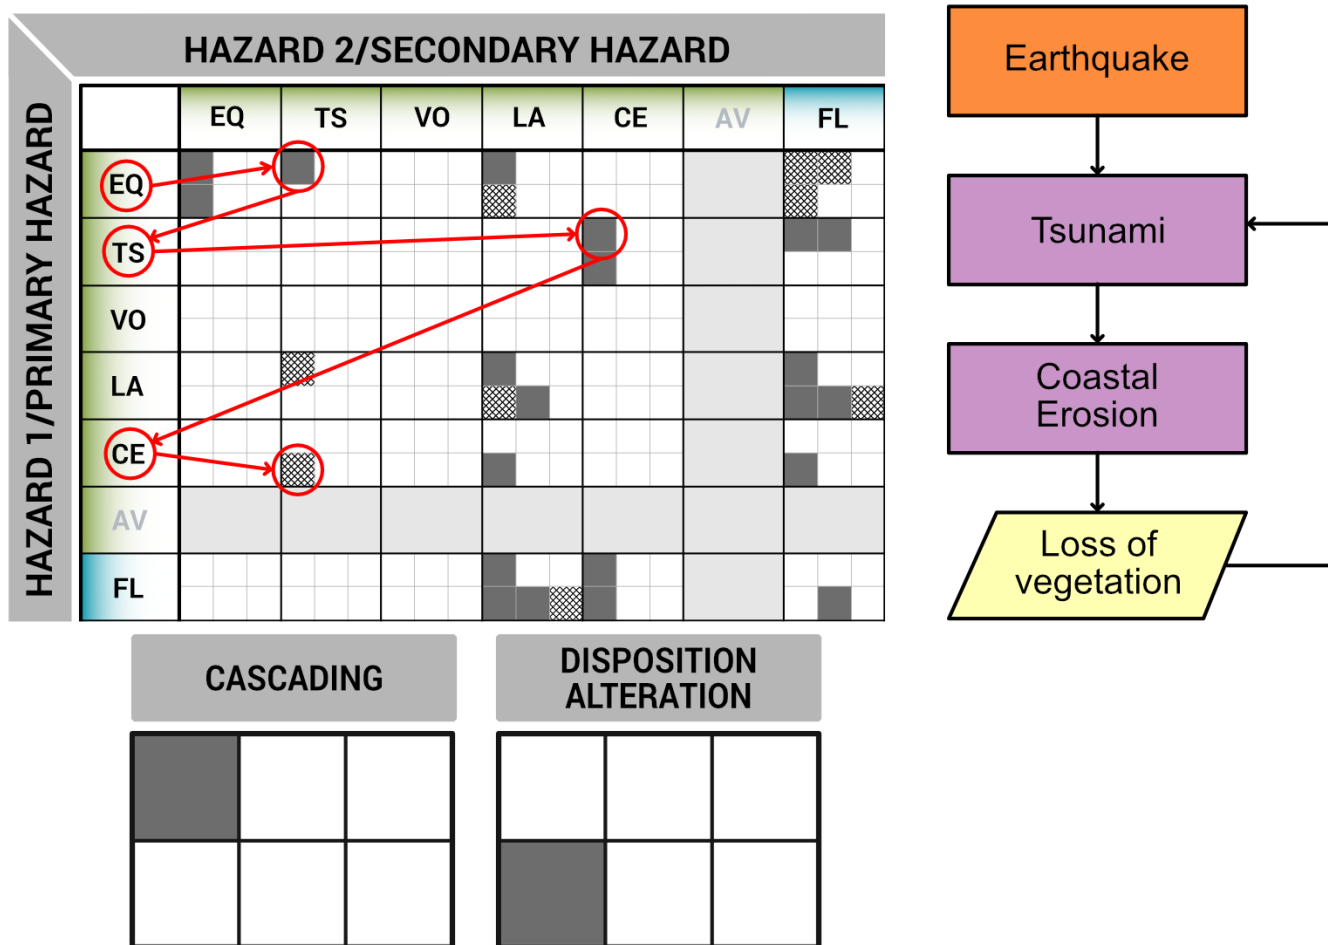 HAZARD 2/SECONDARY HAZARD
HAZARD 1/PRIMARY HAZARD
EQ TS VO LA CE AV FL
EQ
TS
VO
LA
CE
AV
FL
CASCADING
DISPOSITION
ALTERATION
Earthquake
Tsunami
Coastal
Erosion
Loss of
vegetation